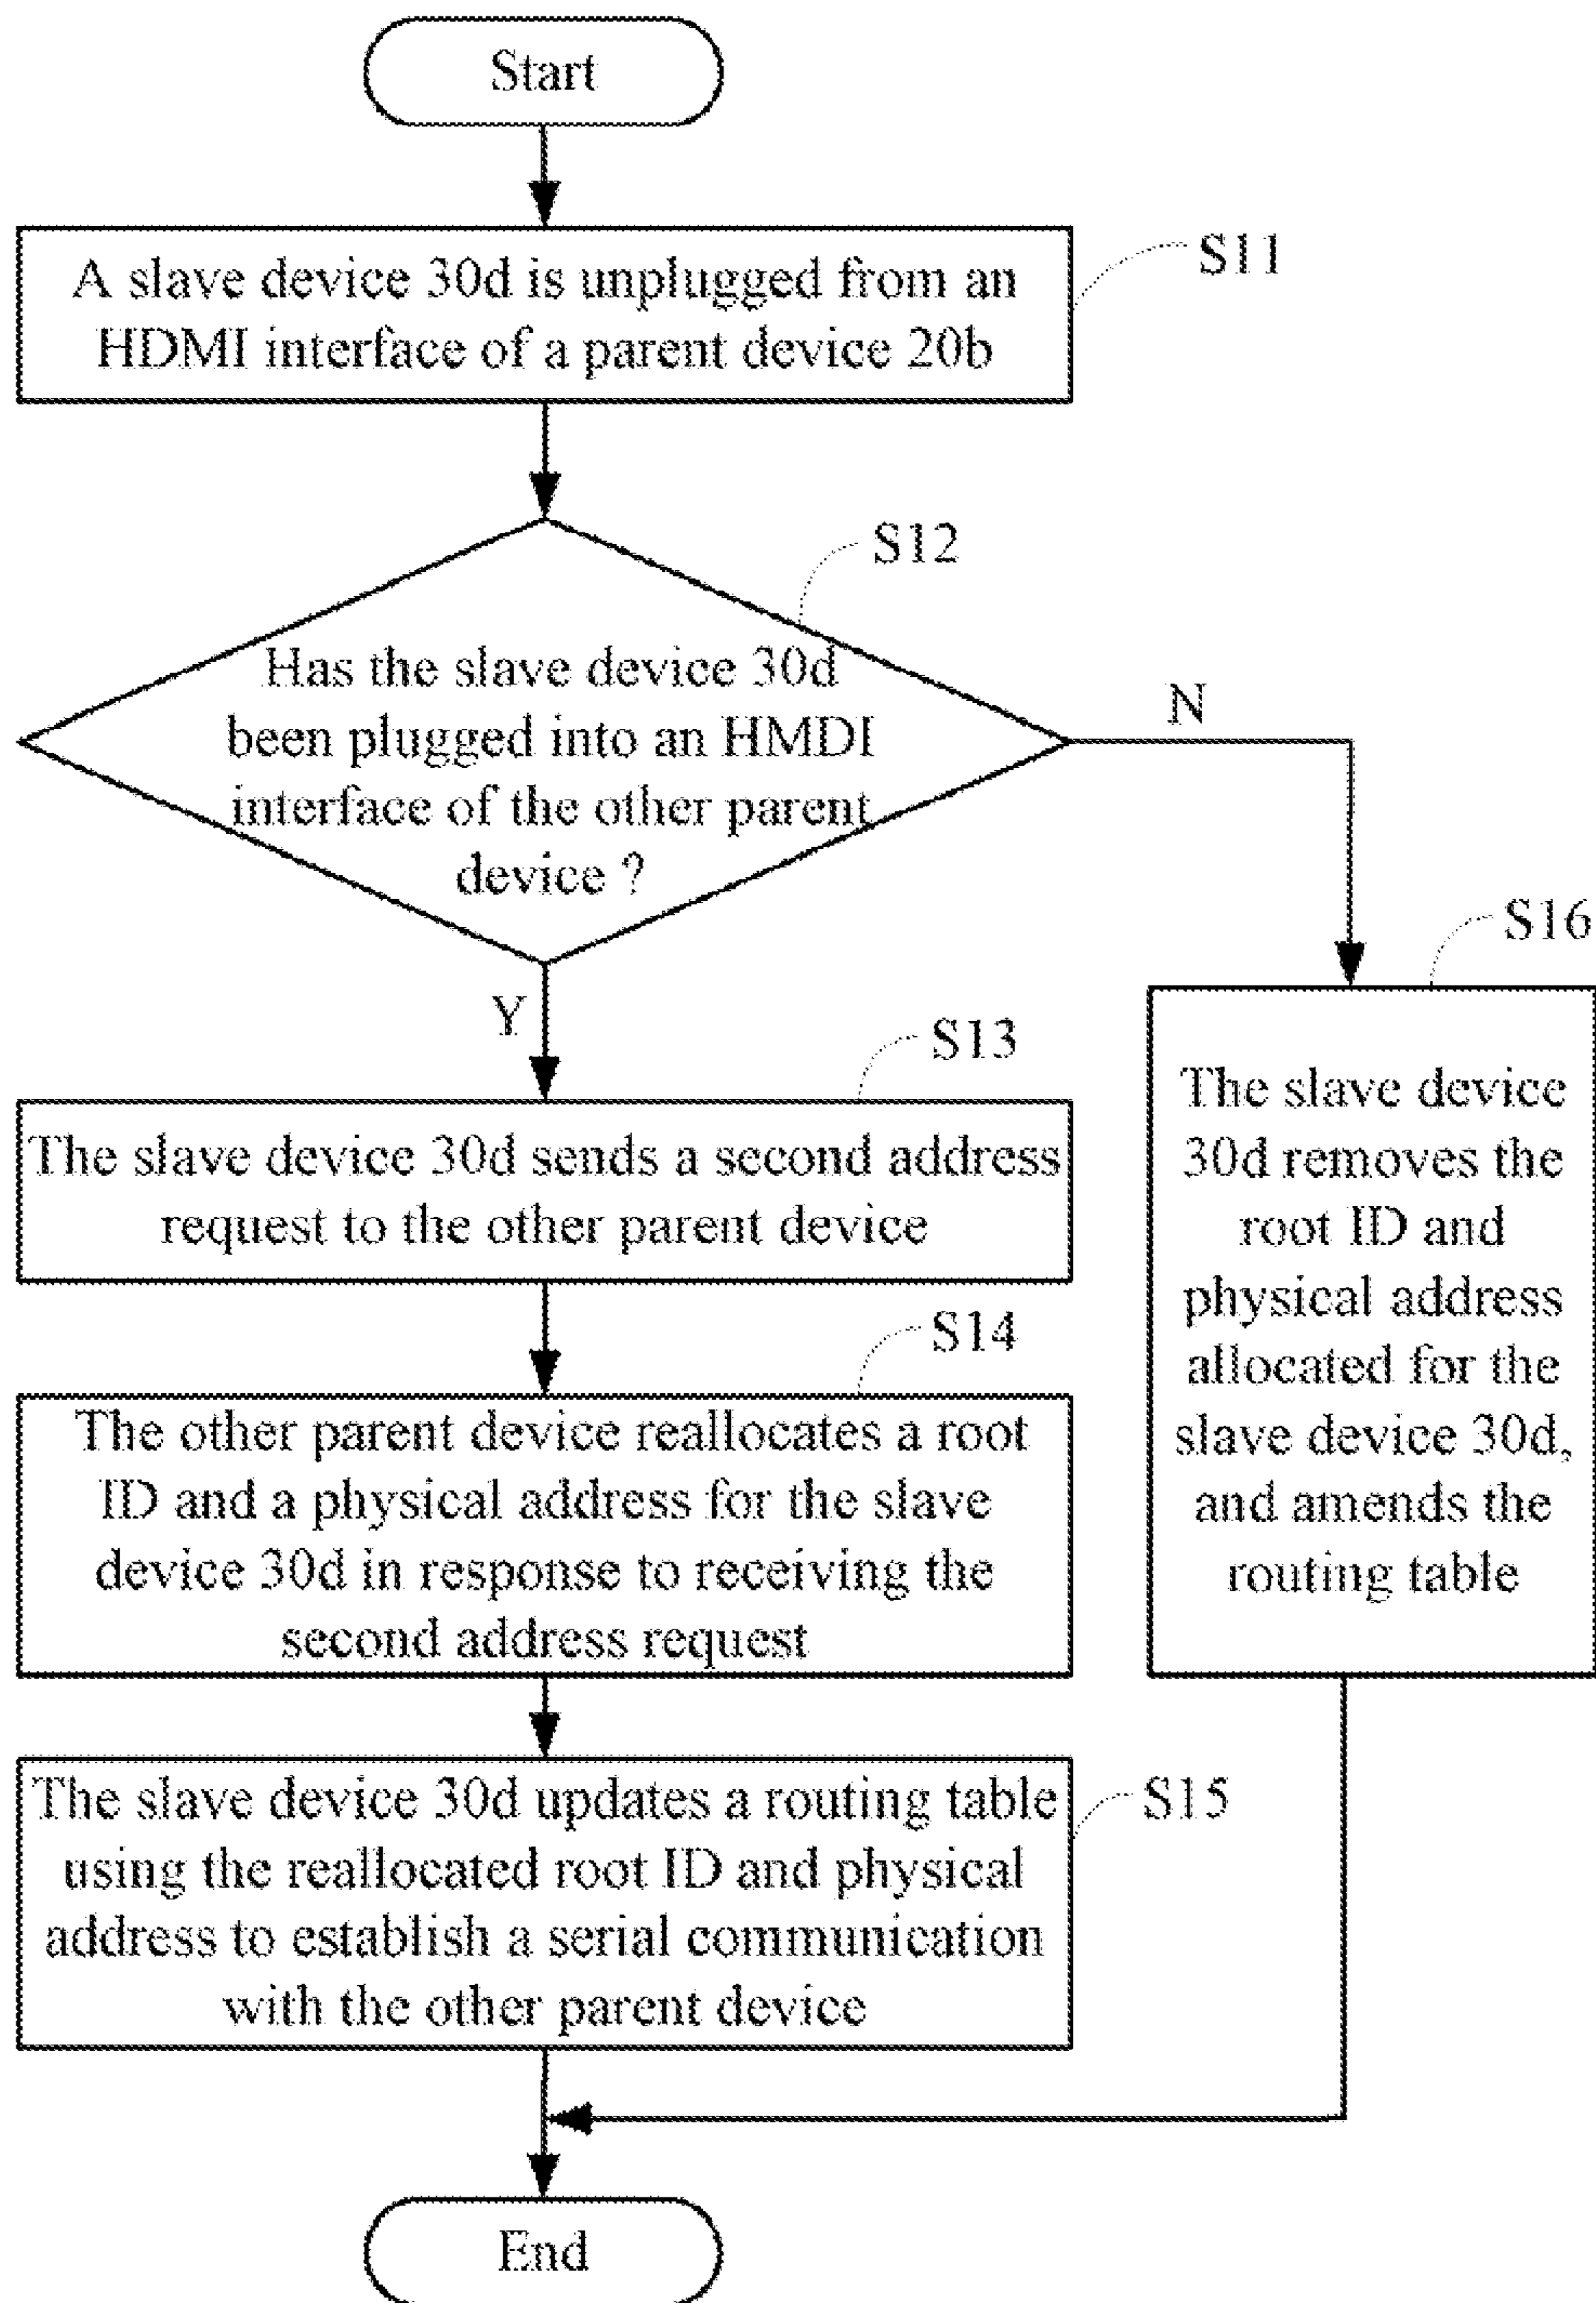 Start
A slave device 30d is unplugged from an
HDMI interface of a parent device 20b
S11
S12
Has the slave device 30d
been plugged into an HMDI
interface of the other parent
device ?
N
Y
S13
The slave device 30d sends a second address
request to the other parent device
S14
The other parent device reallocates a root
ID and a physical address for the slave
device 30d in response to receiving the
second address request
S15
The slave device 30d updates a routing table
using the reallocated root ID and physical
address to establish a serial communication
with the other parent device
S16
The slave device
30d removes the
root ID and
physical address
allocated for the
slave device 30d,
and amends the
routing table
End